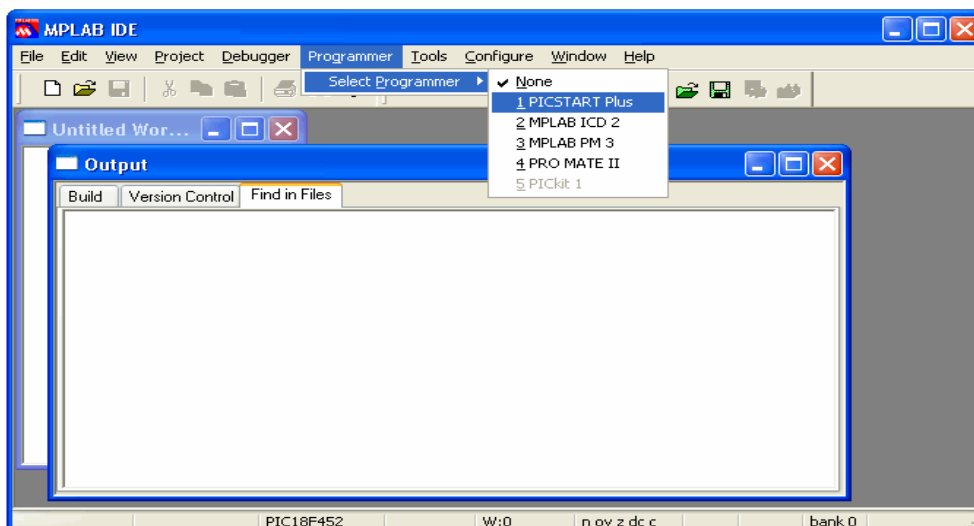 MPLAB IDE
File Edit View Project Debugger Programmer Tools Configure Window Help
Select Programmer
None
1 PICSTART Plus
2 MPLAB ICD 2
3 MPLAB PM 3
4 PRO MATE II
5 PICkit 1
Untitled Wor...
Output
Build Version Control Find in Files
PIC18F452 W:0 n ov z dc c bank 0